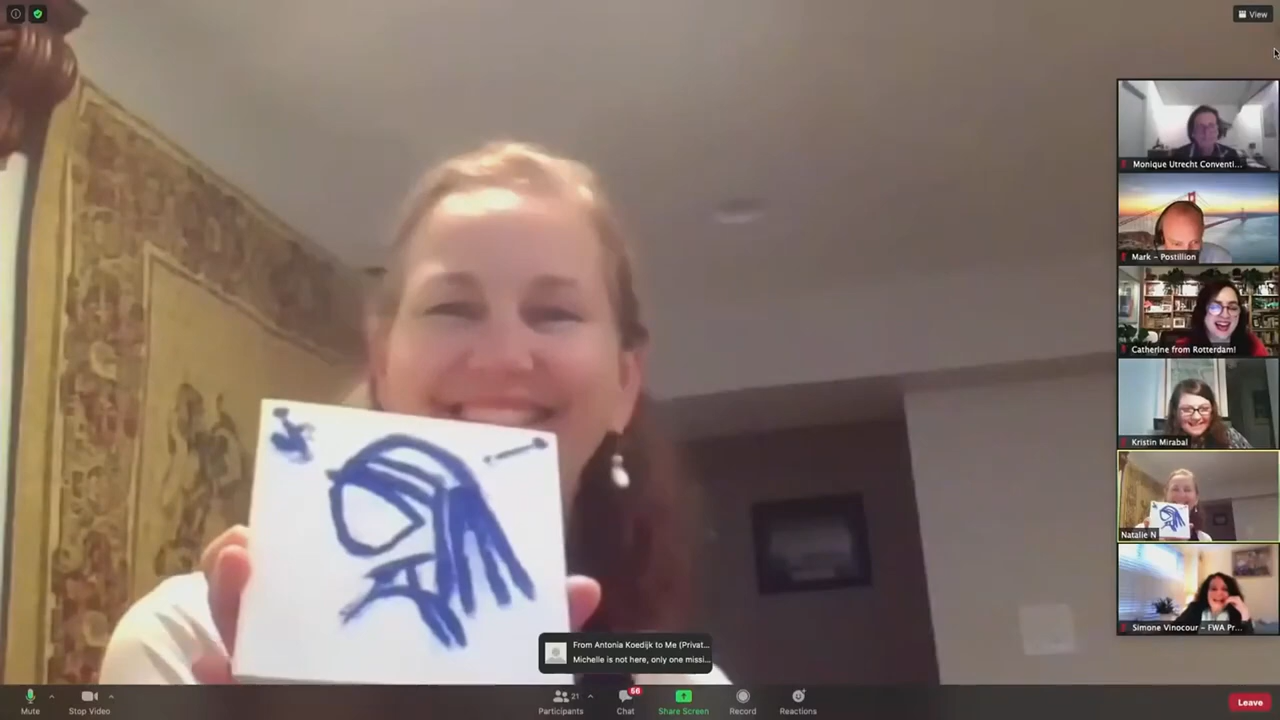 View
Monique Utrecht Conventi...
Mark – Postillion
Catherine from Rotterdam!
Kristin Mirabal
Natalie N
Simone Vinocour – FWA Pr...
From Antonia Koedijk to Me (Privat...
Michelle is not here, only one missi...
Mute
Stop Video
21
Participants
66
Chat
Share Screen
Record
Reactions
Leave